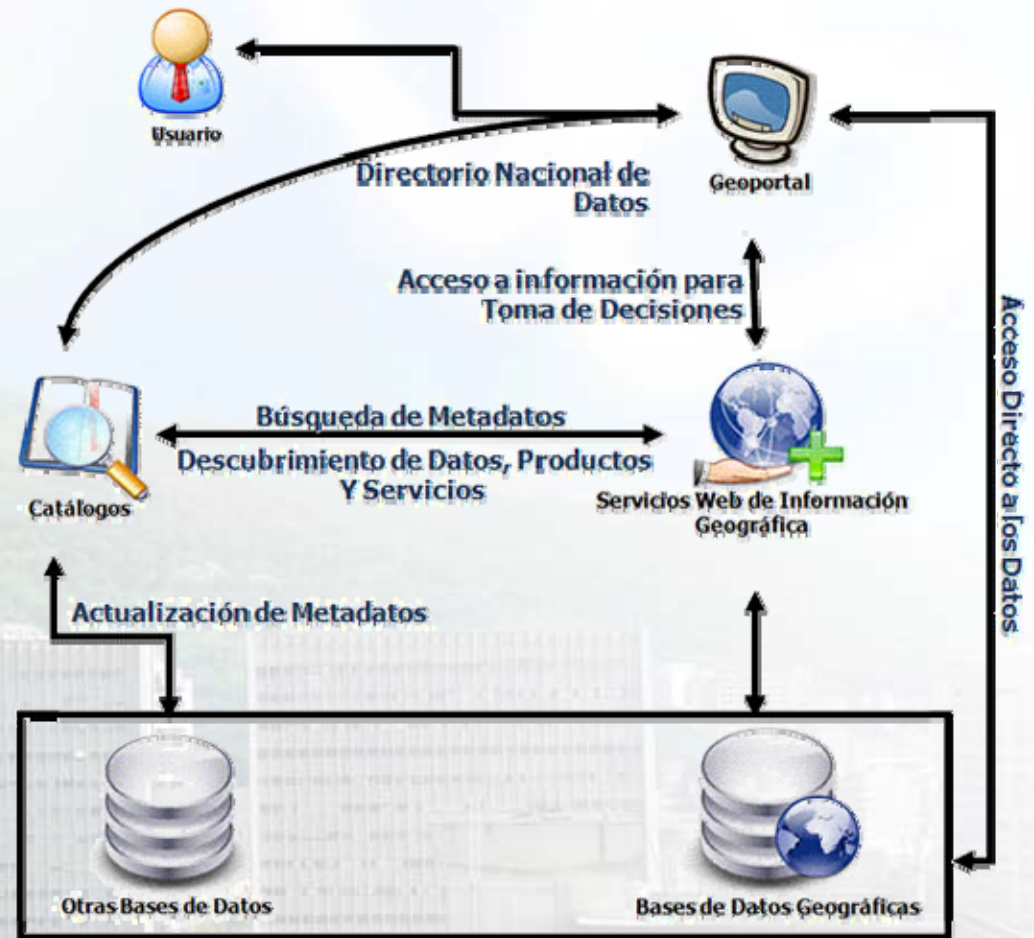 Usuario
Geoportal
Directorio Nacional de
Datos
Acceso a información para
Toma de Decisiones
Acceso Directo a los Datos
Búsqueda de Metadatos
Descubrimiento de Datos, Productos
Y Servicios
Catálogos
Servicios Web de Información
Geográfica
Actualización de Metadatos
Otras Bases de Datos
Bases de Datos Geográficas